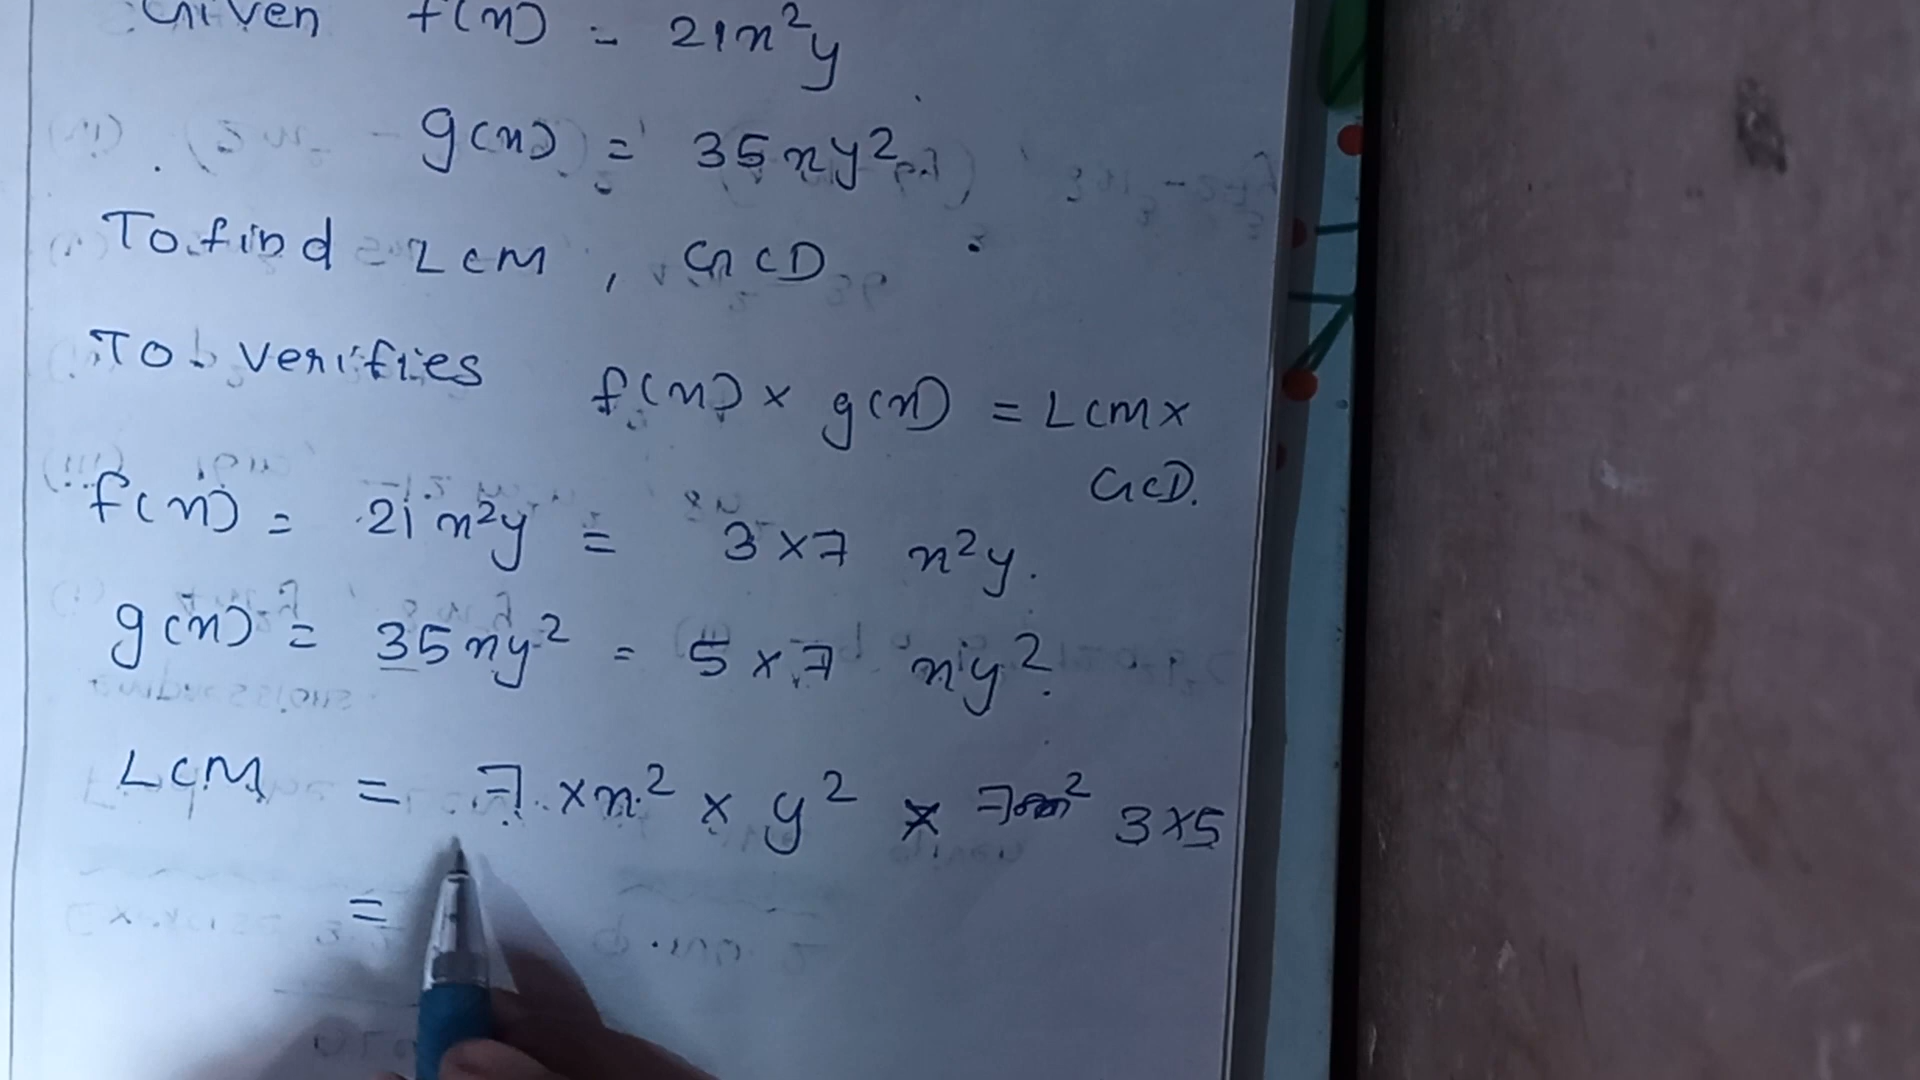 Given f(x) = 21x²y
g(x) = 35xy²
To find LCM, GCD
To verifies f(x) × g(x) = LCM ×
GCD.
f(x) = 21x²y = 3×7 x²y.
g(x) = 35xy² = 5×7 xy².
LCM = 7 × x² × y² × 3×5
=